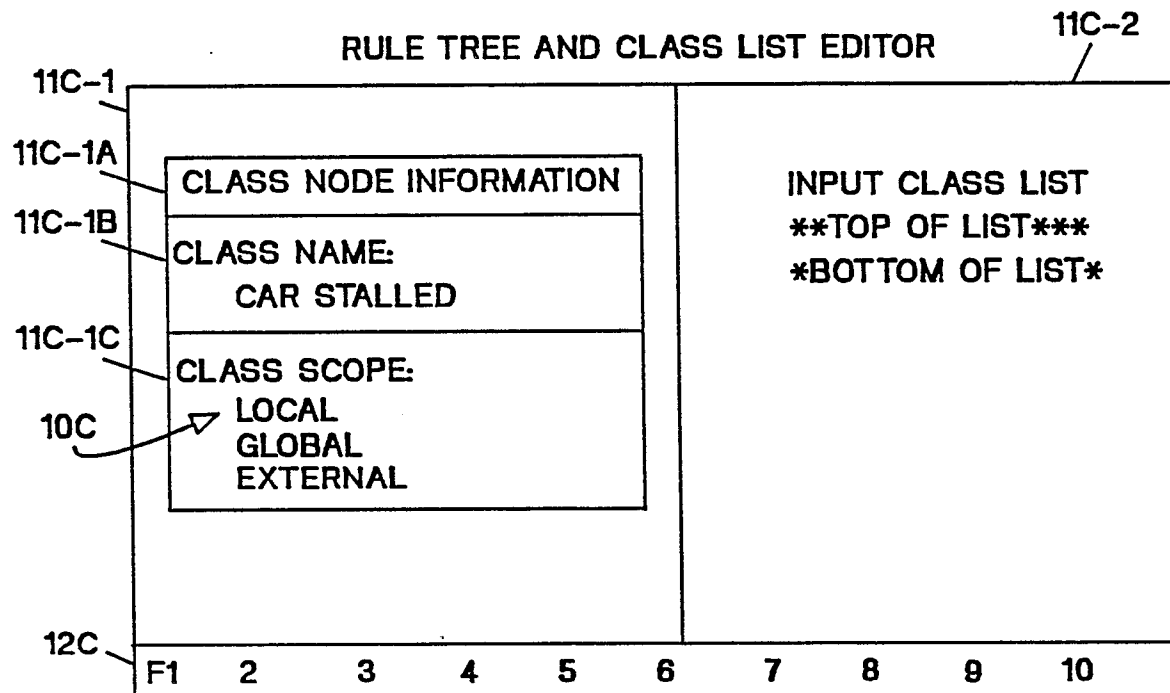 11C-2
RULE TREE AND CLASS LIST EDITOR
11C-1
11C-1A
CLASS NODE INFORMATION
11C-1B
CLASS NAME:
CAR STALLED
11C-1C
CLASS SCOPE:
10C
LOCAL
GLOBAL
EXTERNAL
INPUT CLASS LIST
**TOP OF LIST***
*BOTTOM OF LIST*
12C
F1 2 3 4 5 6 7 8 9 10